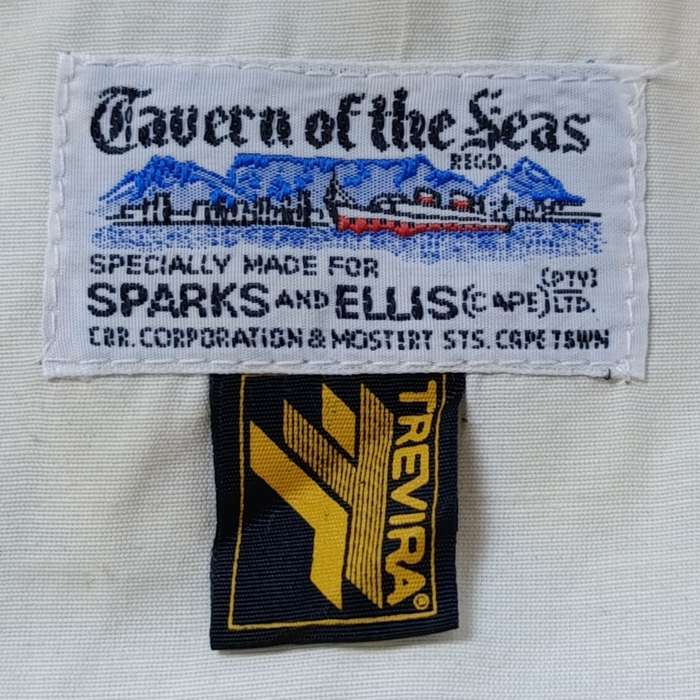 Tavern of the Seas
REGD.
SPECIALLY MADE FOR
SPARKS AND ELLIS (CAPE) (PTY) LTD.
CRR. CORPORATION & MOSTERT STS. CAPE TOWN
TREVIRA®